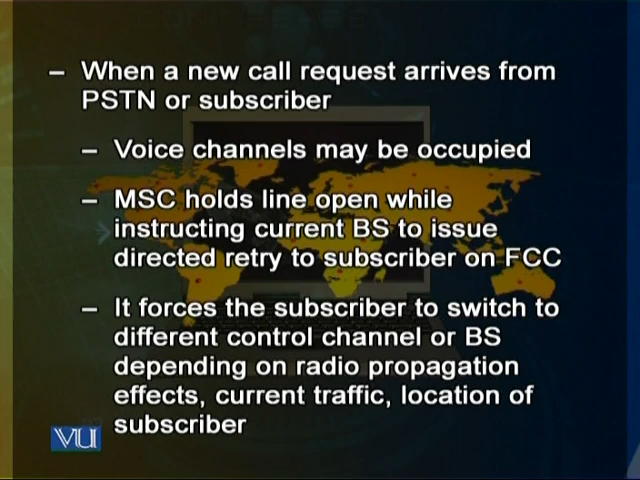 – When a new call request arrives from
PSTN or subscriber
– Voice channels may be occupied
– MSC holds line open while
instructing current BS to issue
directed retry to subscriber on FCC
– It forces the subscriber to switch to
different control channel or BS
depending on radio propagation
effects, current traffic, location of
subscriber
VU